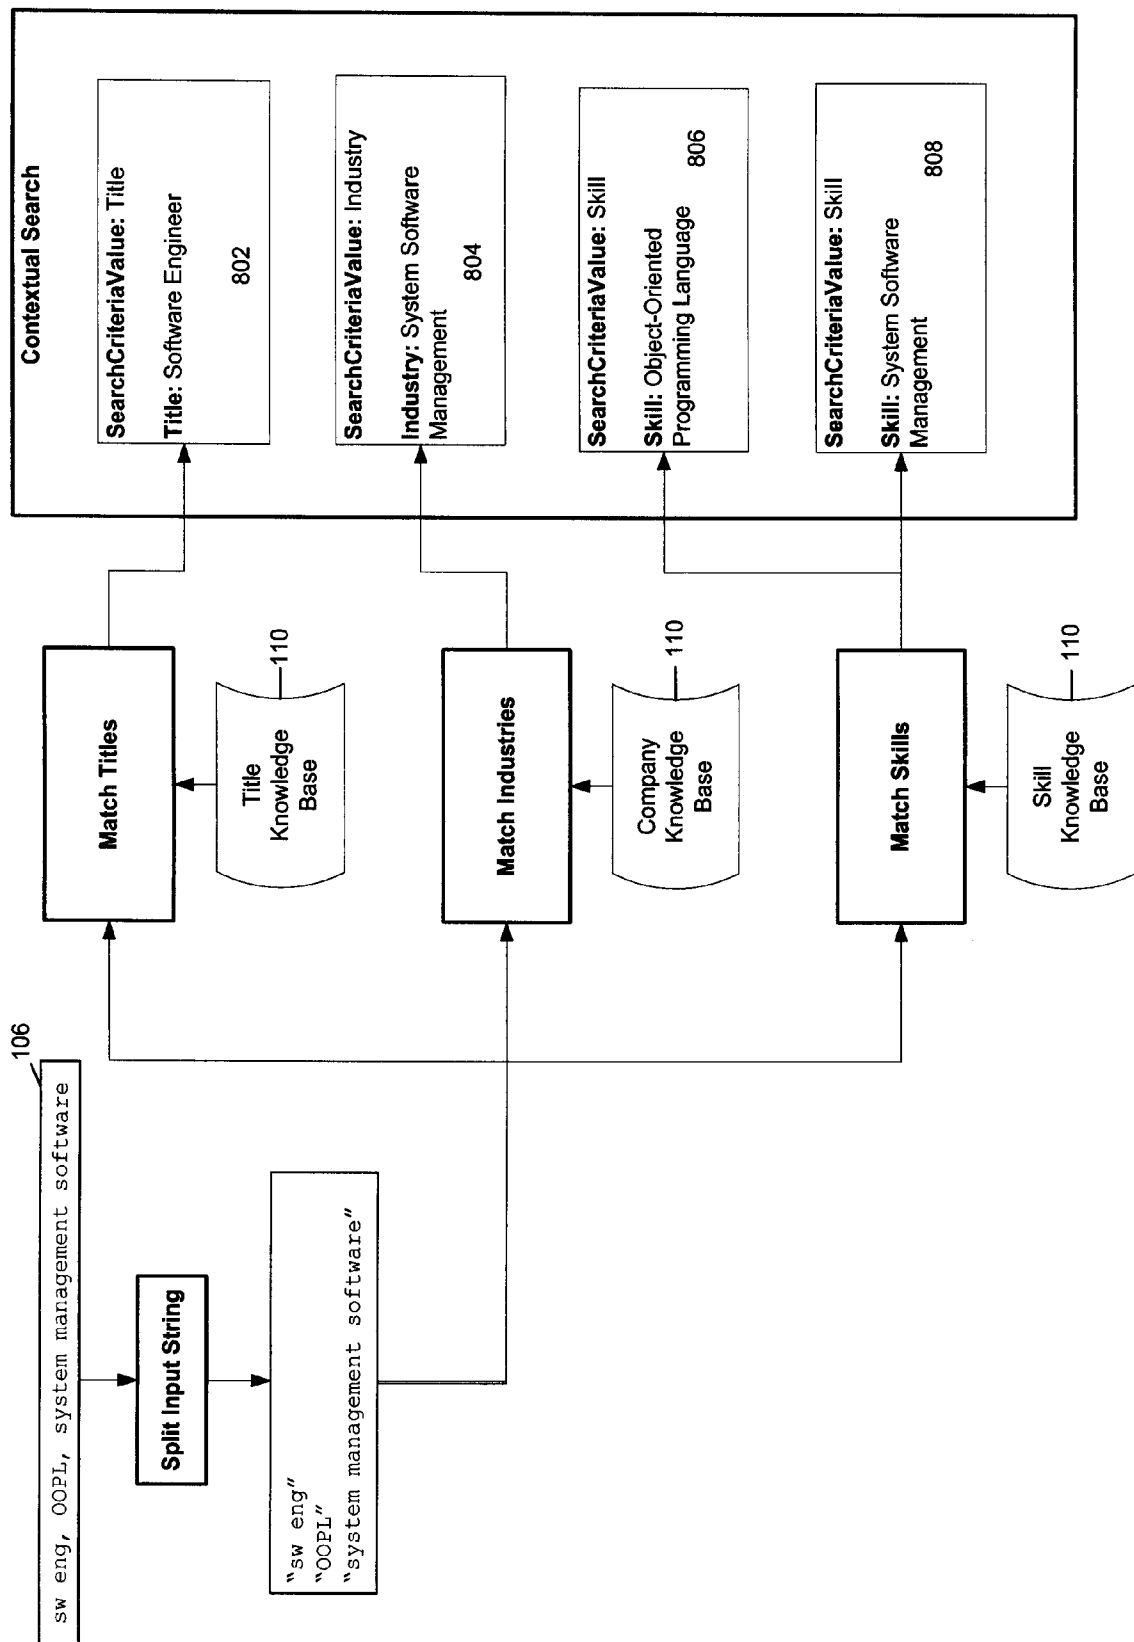 106
sw eng, OOPL, system management software
Split Input String
“sw eng”
“OOPL”
“system management software”
Match Titles
Title
Knowledge
Base
110
Match Industries
Company
Knowledge
Base
110
Match Skills
Skill
Knowledge
Base
110
Contextual Search
SearchCriteriaValue: Title
Title: Software Engineer
802
SearchCriteriaValue: Industry
Industry: System Software
Management
804
SearchCriteriaValue: Skill
Skill: Object-Oriented
Programming Language
806
SearchCriteriaValue: Skill
Skill: System Software
Management
808